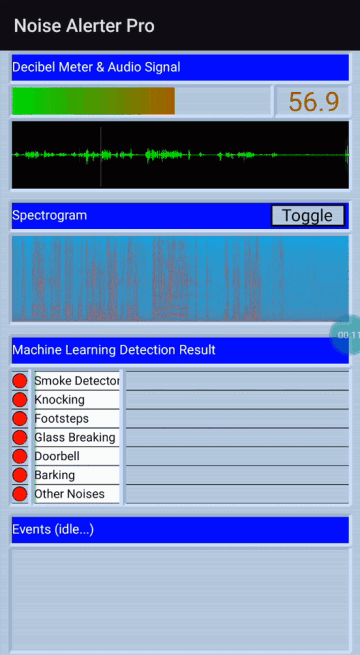 Noise Alerter Pro
Decibel Meter & Audio Signal
56.9
Spectrogram
Toggle
00:11
Machine Learning Detection Result
Smoke Detector
Knocking
Footsteps
Glass Breaking
Doorbell
Barking
Other Noises
Events (idle...)